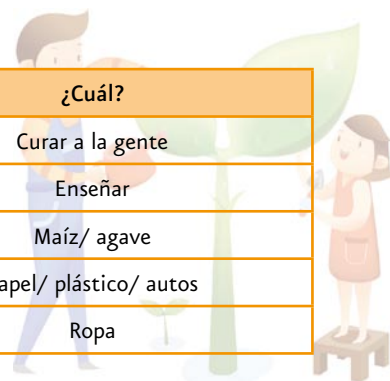 ¿Cuál?
Curar a la gente
Enseñar
Maíz/ agave
apel/ plástico/ autos
Ropa